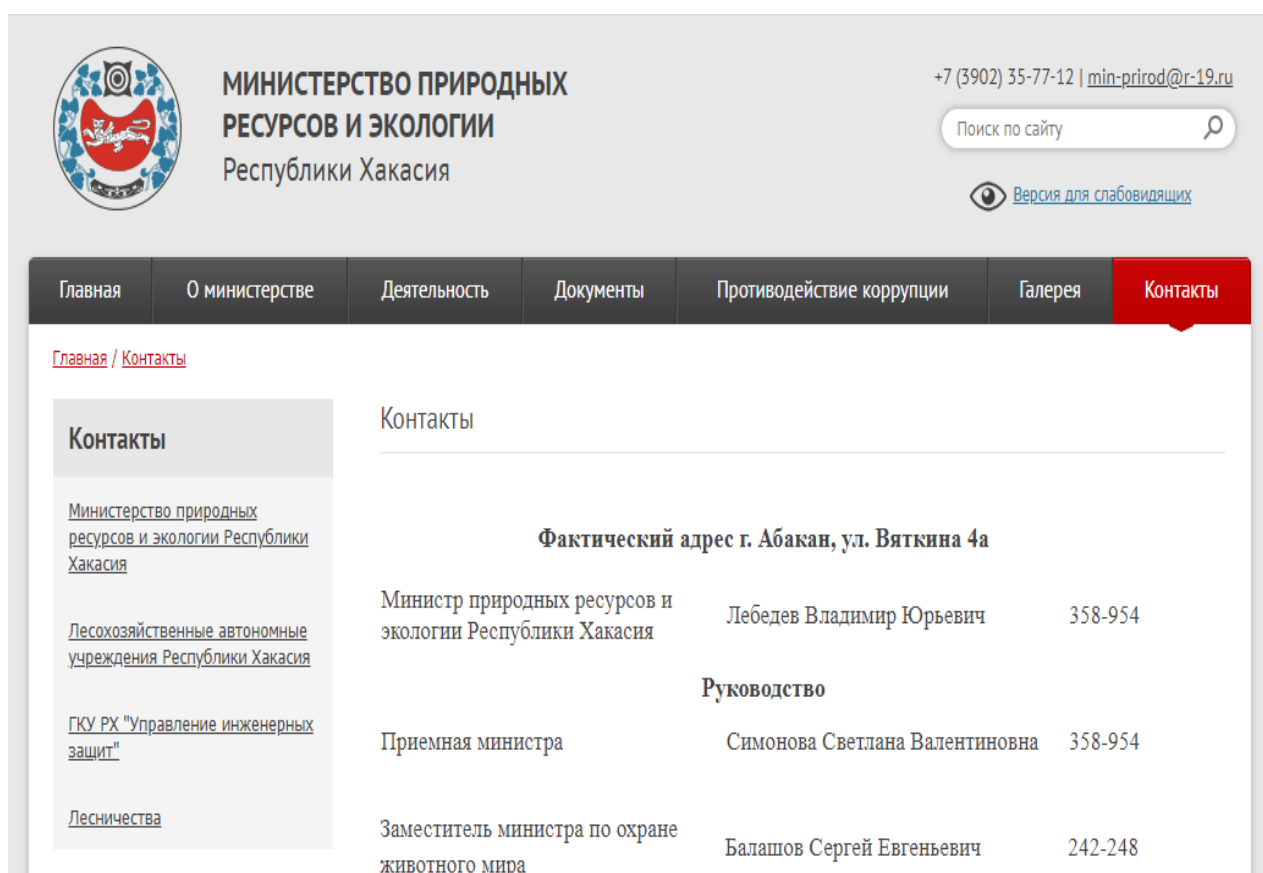 МИНИСТЕРСТВО ПРИРОДНЫХ
РЕСУРСОВ И ЭКОЛОГИИ
Республики Хакасия
+7 (3902) 35-77-12 | min-prirod@r-19.ru
Поиск по сайту
Версия для слабовидящих
Главная О министерстве Деятельность Документы Противодействие коррупции Галерея Контакты
Главная / Контакты
Контакты
Министерство природных
ресурсов и экологии Республики
Хакасия
Лесохозяйственные автономные
учреждения Республики Хакасия
ГКУ РХ "Управление инженерных
защит"
Лесничества
Контакты
Фактический адрес г. Абакан, ул. Вяткина 4а
Министр природных ресурсов и
экологии Республики Хакасия
Лебедев Владимир Юрьевич 358-954
Руководство
Приемная министра Симонова Светлана Валентиновна 358-954
Заместитель министра по охране
животного мира
Балашов Сергей Евгеньевич 242-248